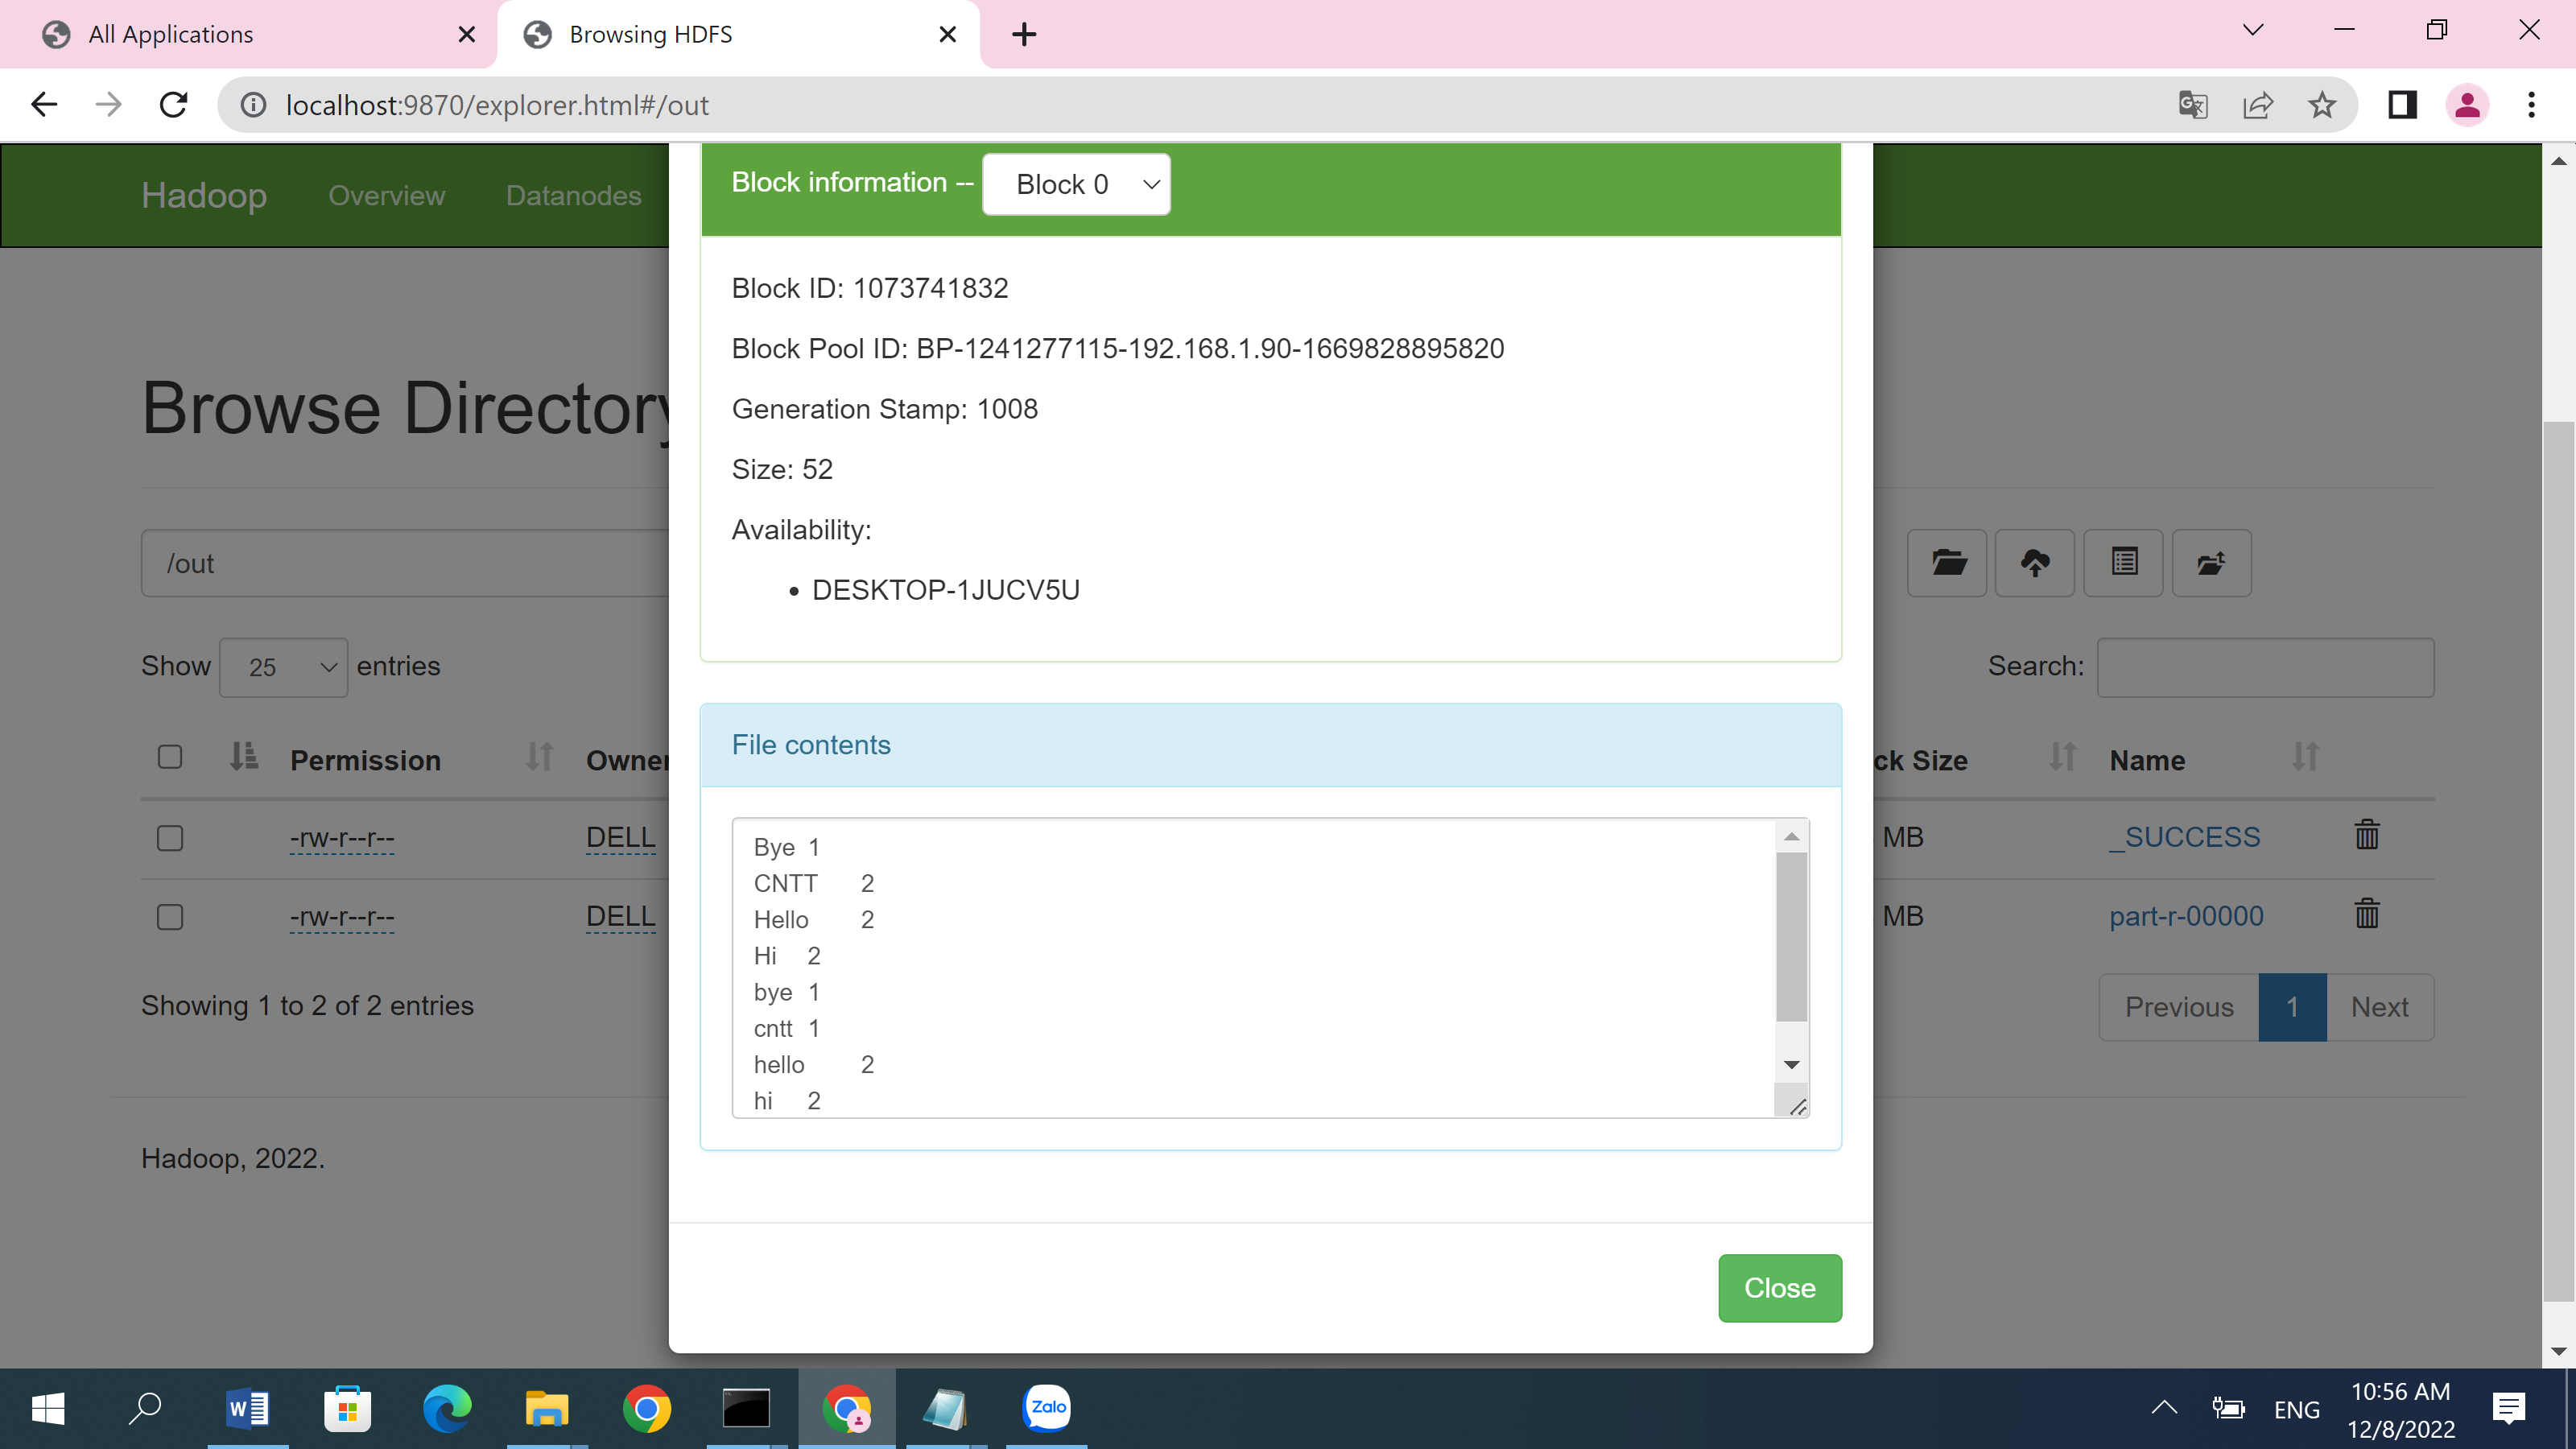 All Applications
Browsing HDFS
localhost:9870/explorer.html#/out
Hadoop
Overview
Datanodes
Block information --
Block 0
Block ID: 1073741832
Block Pool ID: BP-1241277115-192.168.1.90-1669828895820
Generation Stamp: 1008
Size: 52
Availability:
DESKTOP-1JUCV5U
Browse Directory
/out
Show 25 entries
Search:
Permission
Owner
ck Size
Name
-rw-r--r--
DELL
MB
_SUCCESS
-rw-r--r--
DELL
MB
part-r-00000
Showing 1 to 2 of 2 entries
Previous 1 Next
Hadoop, 2022.
File contents
Bye 1
CNTT 2
Hello 2
Hi 2
bye 1
cntt 1
hello 2
hi 2
Close
Zalo
ENG
10:56 AM
12/8/2022